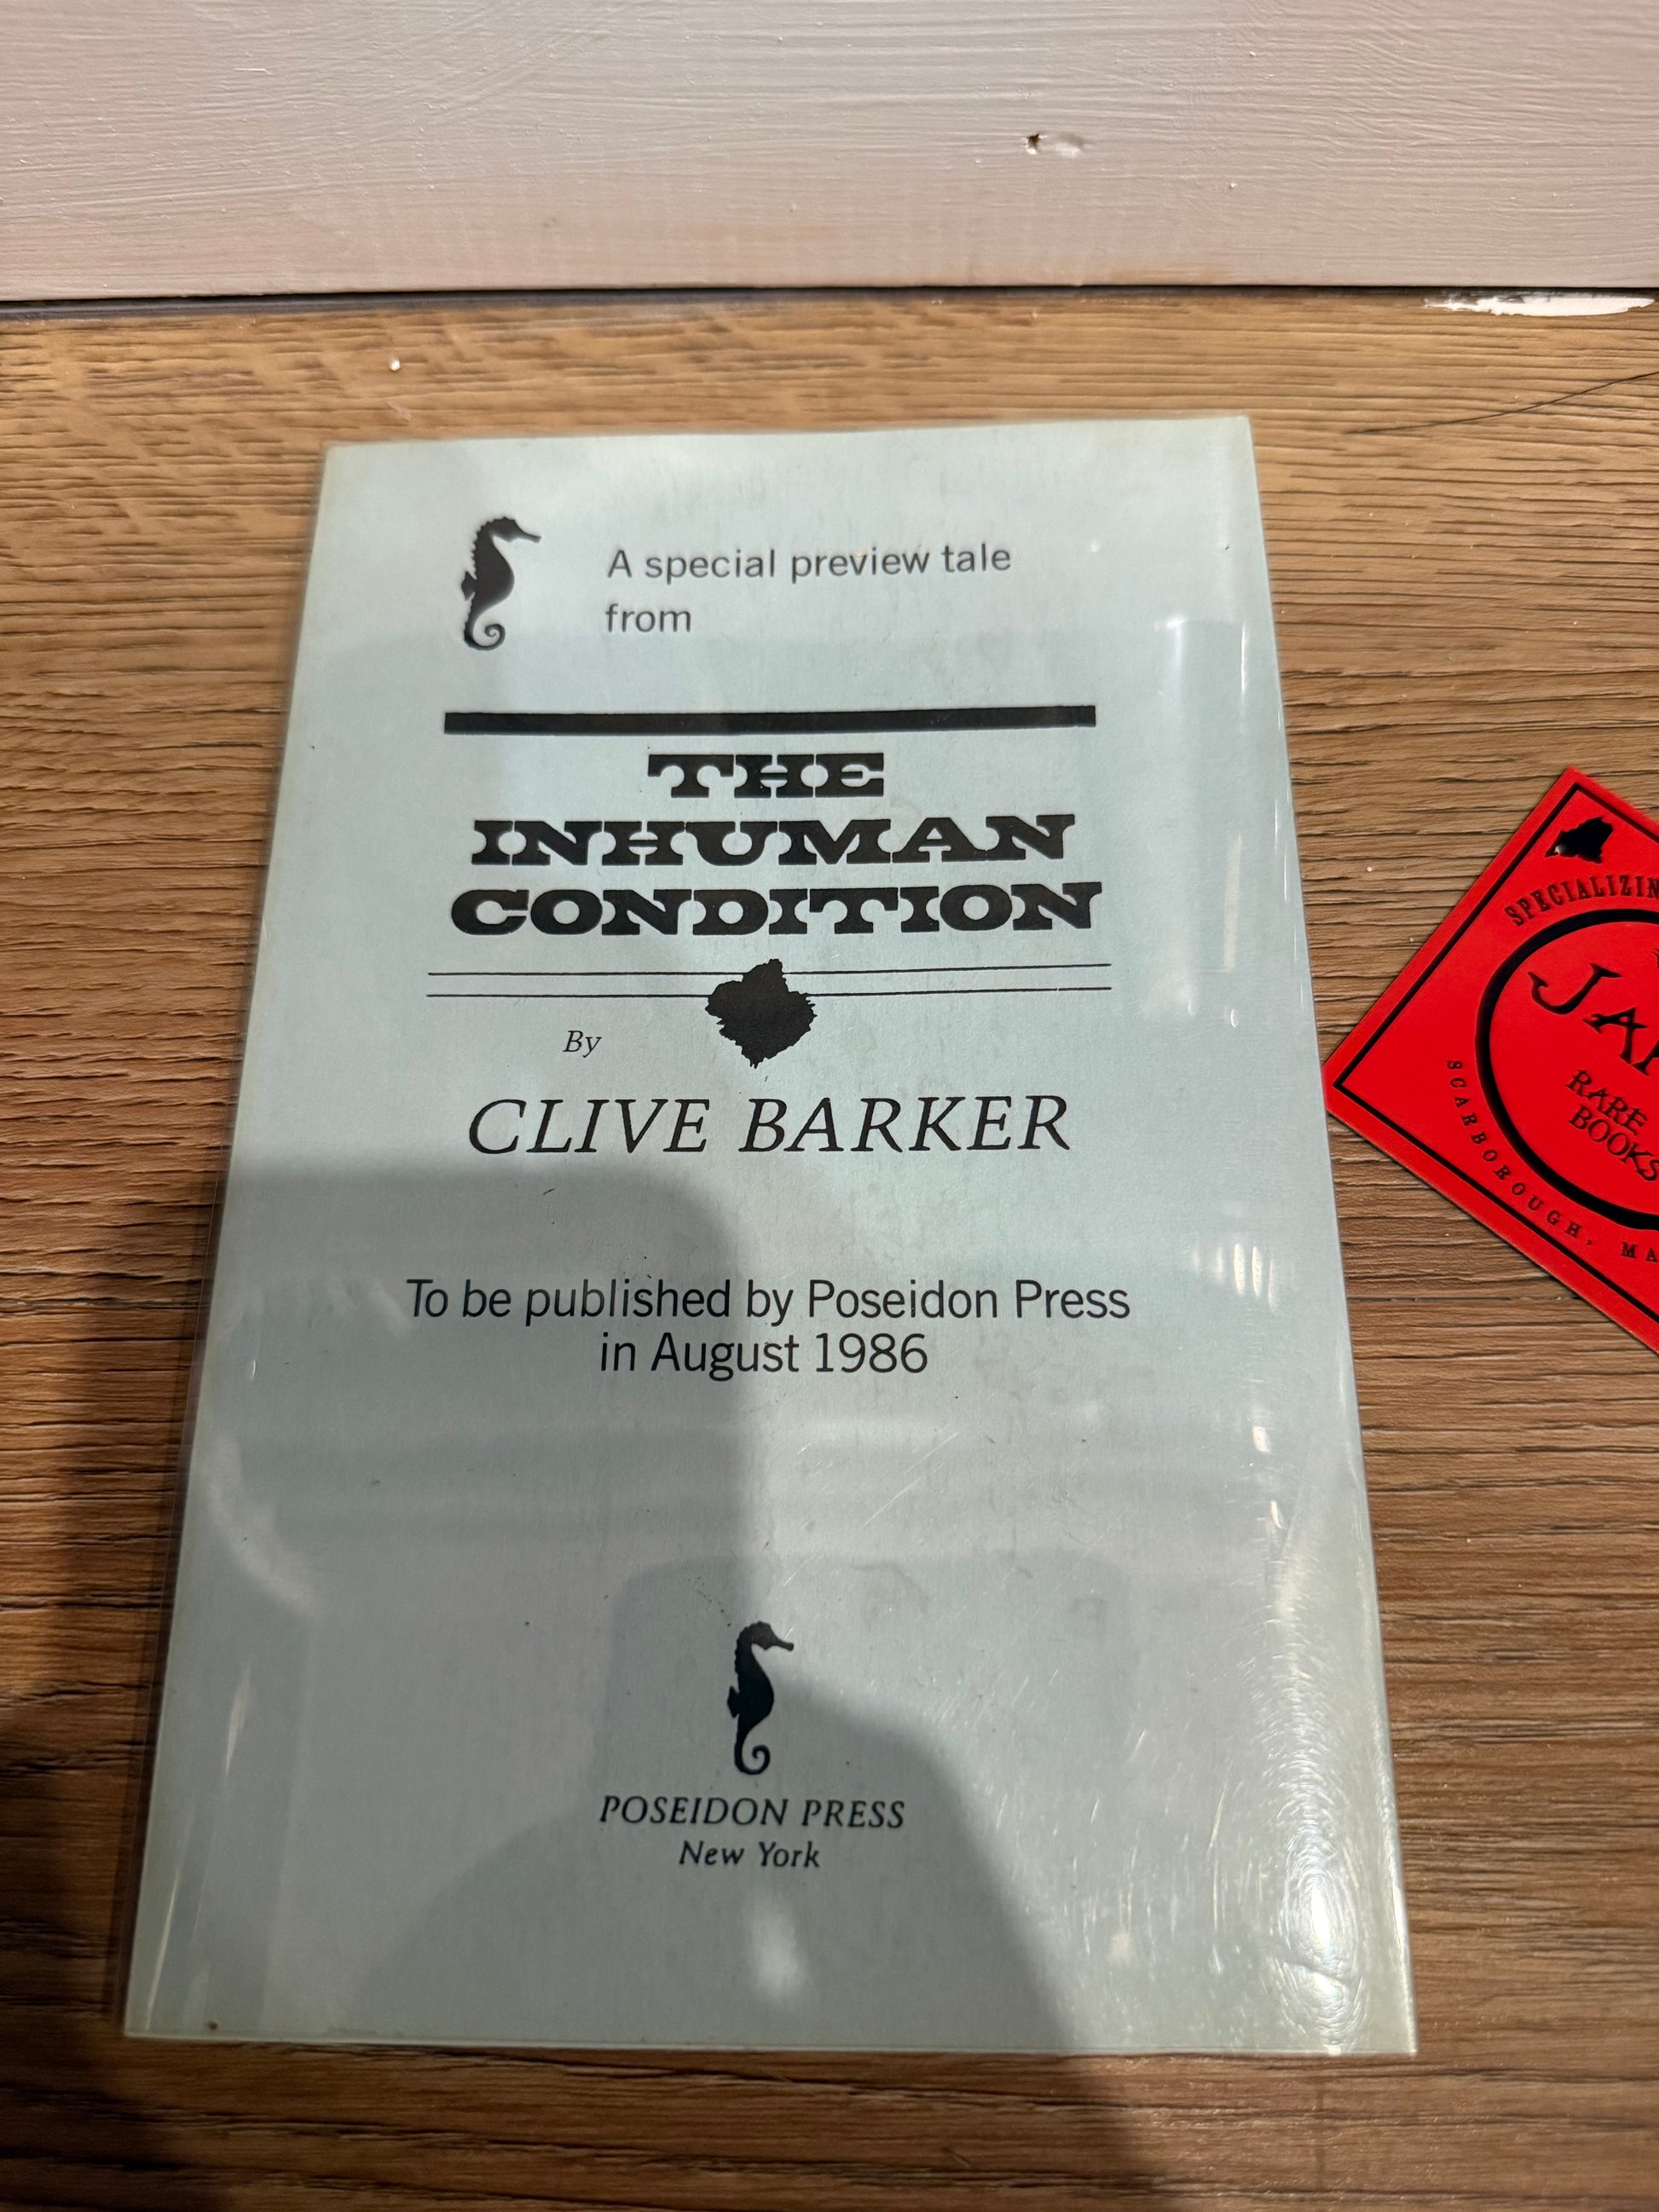 A special preview tale
from
THE
INHUMAN
CONDITION
By
CLIVE BARKER
To be published by Poseidon Press
in August 1986
POSEIDON PRESS
New York
RARE
BOOKS
SCARBOROUGH,